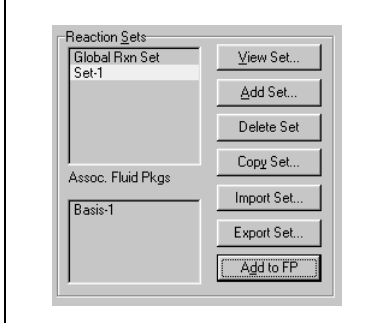 Reaction Sets
Global Rxn Set
Set-1
View Set...
Add Set...
Delete Set
Copy Set...
Assoc. Fluid Pkgs
Import Set...
Basis-1
Export Set...
Add to FP